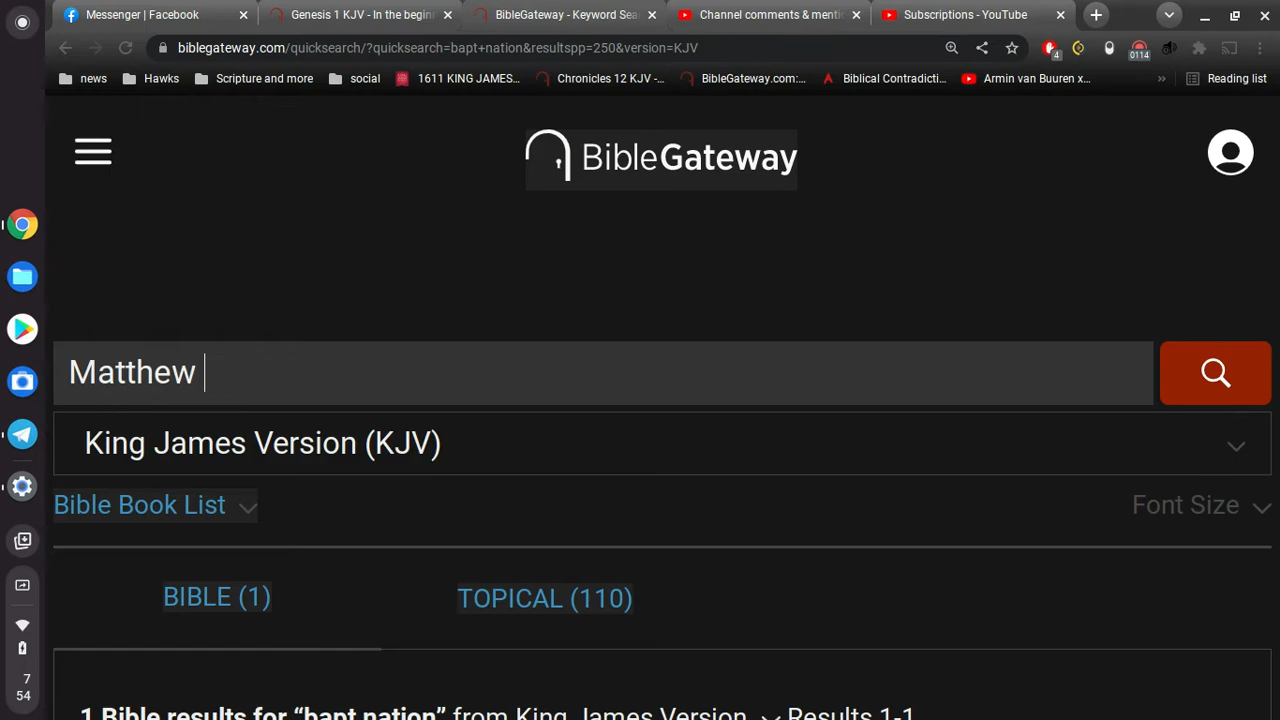 Messenger | Facebook
Genesis 1 KJV - In the beginn
BibleGateway - Keyword Sea
Channel comments & menti
Subscriptions - YouTube
biblegateway.com/quicksearch/?quicksearch=bapt+nation&resultspp=250&version=KJV
4
0114
news
Hawks
Scripture and more
social
1611 KING JAMES...
Chronicles 12 KJV -...
BibleGateway.com:...
Biblical Contradicti...
Armin van Buuren x...
»
Reading list
BibleGateway
Matthew
King James Version (KJV)
Bible Book List
Font Size
BIBLE (1)
TOPICAL (110)
1 Bible results for “bapt nation” from King James Version Results 1-1
7
54